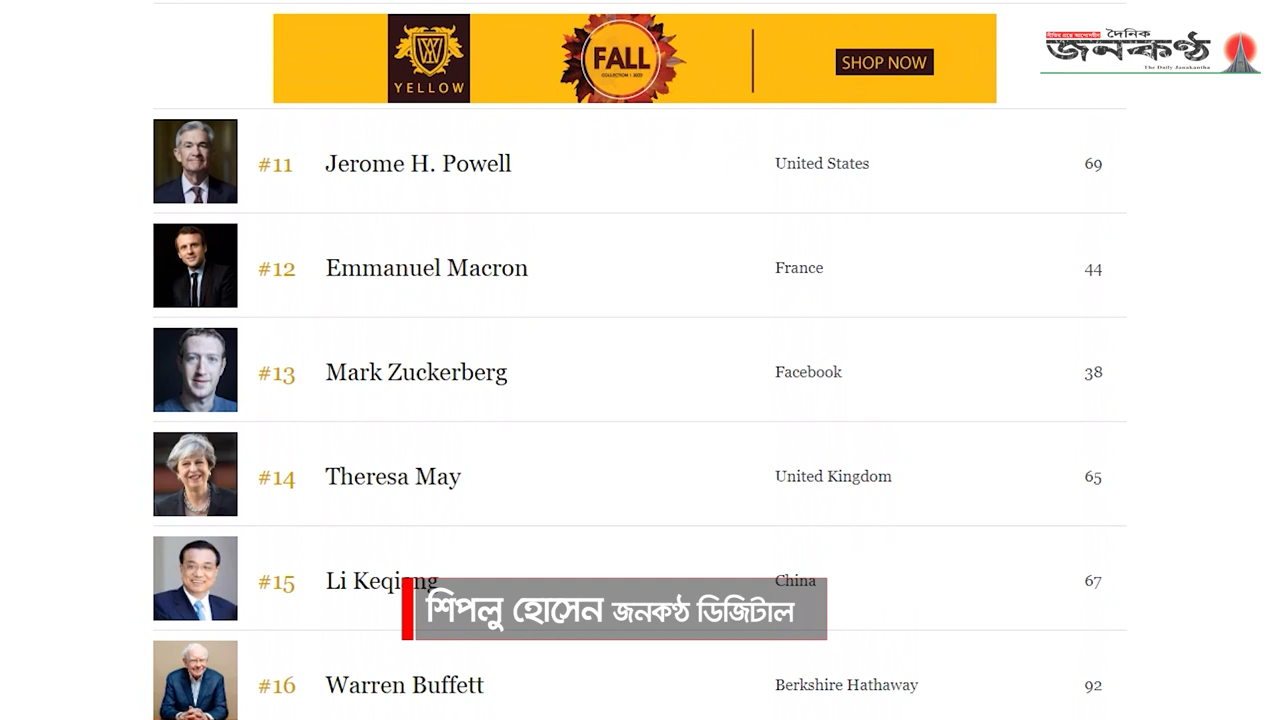 YELLOW
FALL
COLLECTION | 2022
SHOP NOW
দৈনিক
জনকণ্ঠ
The Daily Janakantha
#11 Jerome H. Powell United States 69
#12 Emmanuel Macron France 44
#13 Mark Zuckerberg Facebook 38
#14 Theresa May United Kingdom 65
#15 Li Keqiang China 67
শিপলু হোসেন জনকণ্ঠ ডিজিটাল
#16 Warren Buffett Berkshire Hathaway 92